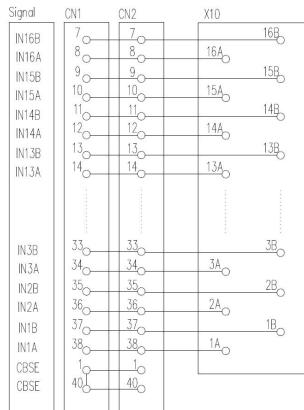 Signal CN1 CN2 X10
IN16B 7 7 16B
IN16A 8 8 16A
IN15B 9 9 15B
IN15A 10 10 15A
IN14B 11 11 14B
IN14A 12 12 14A
IN13B 13 13 13B
IN13A 14 14 13A
IN3B 33 33 3B
IN3A 34 34 3A
IN2B 35 35 2B
IN2A 36 36 2A
IN1B 37 37 1B
IN1A 38 38 1A
CBSE 1 1
CBSE 40 40